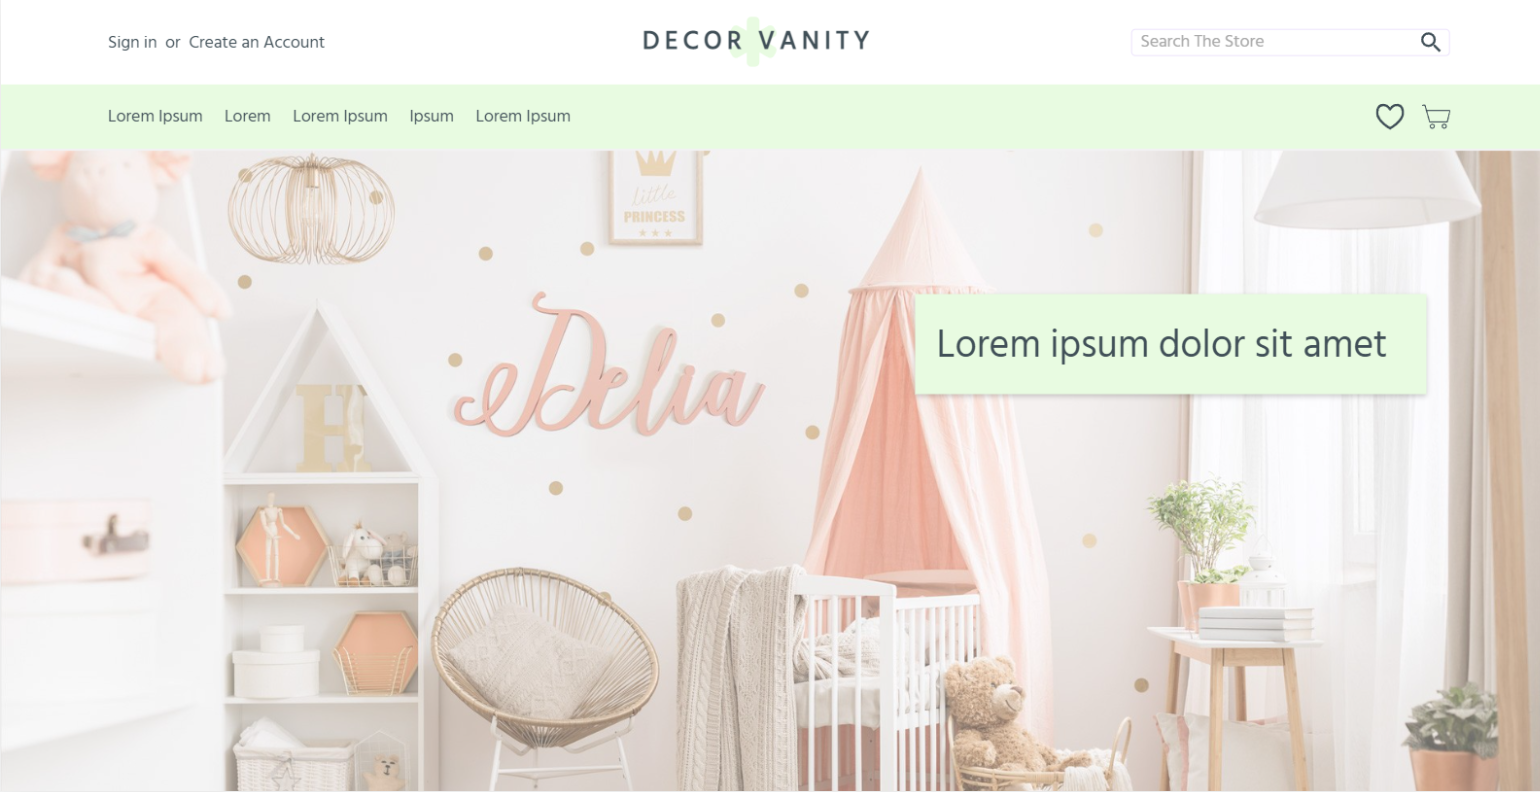 Sign in or Create an Account
DECOR VANITY
Search The Store
Lorem Ipsum Lorem Lorem Ipsum Ipsum Lorem Ipsum
little
PRINCESS
Delia
Lorem ipsum dolor sit amet
H